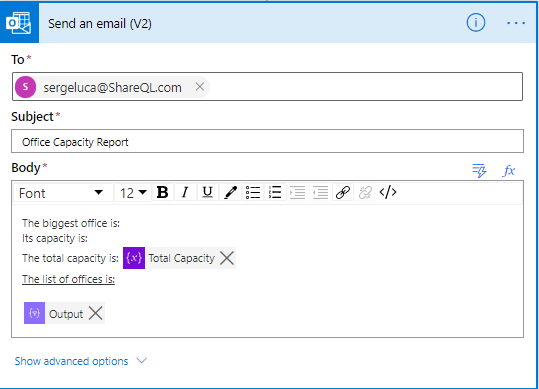 Send an email (V2)
To*
S sergeluca@ShareQL.com
Subject*
Office Capacity Report
Body*
fx
Font 12 B I U </>
The biggest office is:
Its capacity is:
The total capacity is: {x} Total Capacity
The list of offices is:
Output
Show advanced options